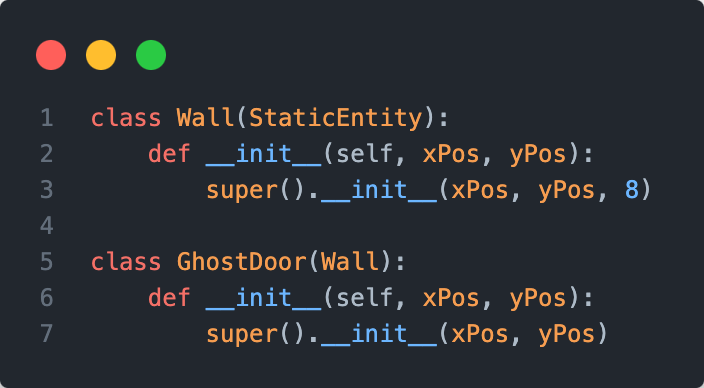 1 class Wall(StaticEntity):
2     def __init__(self, xPos, yPos):
3         super().__init__(xPos, yPos, 8)
4
5 class GhostDoor(Wall):
6     def __init__(self, xPos, yPos):
7         super().__init__(xPos, yPos)